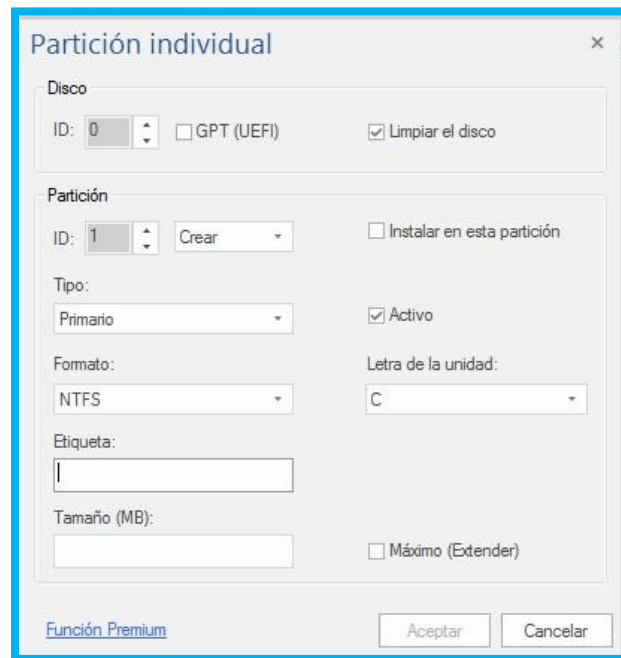 Partición individual
Disco
ID: 0 GPT (UEFI) Limpiar el disco
Partición
ID: 1 Crear Instalar en esta partición
Tipo:
Primario Activo
Formato: Letra de la unidad:
NTFS C
Etiqueta:
Tamaño (MB):
Máximo (Extender)
Función Premium Aceptar Cancelar